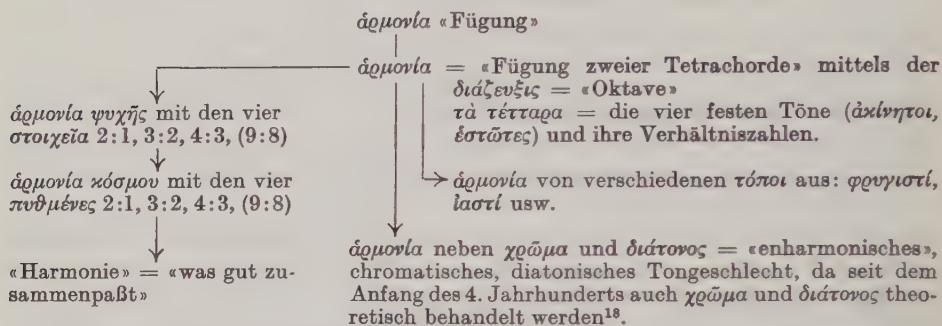 ἁρμονία «Fügung»
ἁρμονία = «Fügung zweier Tetrachorde» mittels der
διάζευξις = «Oktave»
τὰ τέτταρα = die vier festen Töne (ἀκίνητοι,
ἑστῶτες) und ihre Verhältniszahlen.
ἁρμονία ψυχῆς mit den vier
στοιχεῖα 2:1, 3:2, 4:3, (9:8)
ἁρμονία κόσμου mit den vier
πυθμένες 2:1, 3:2, 4:3, (9:8)
«Harmonie» = «was gut zu-
sammenpaßt»
ἁρμονία von verschiedenen τόποι aus: φρυγιστί,
ἰαστί usw.
ἁρμονία neben χρῶμα und διάτονος = «enharmonisches»,
chromatisches, diatonisches Tongeschlecht, da seit dem
Anfang des 4. Jahrhunderts auch χρῶμα und διάτονος theo-
retisch behandelt werden¹⁸.